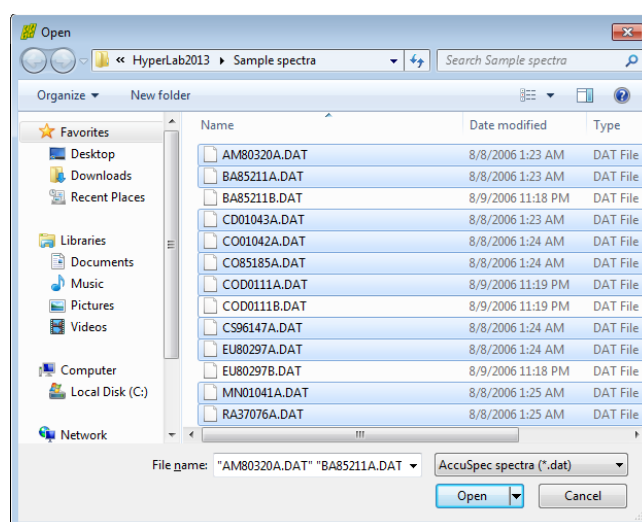 Open
« HyperLab2013 ▸ Sample spectra
Search Sample spectra
Organize New folder
Favorites
Desktop
Downloads
Recent Places
Libraries
Documents
Music
Pictures
Videos
Computer
Local Disk (C:)
Network
Name Date modified Type
AM80320A.DAT 8/8/2006 1:23 AM DAT File
BA85211A.DAT 8/8/2006 1:23 AM DAT File
BA85211B.DAT 8/9/2006 11:18 PM DAT File
CD01043A.DAT 8/8/2006 1:23 AM DAT File
CO01042A.DAT 8/8/2006 1:24 AM DAT File
CO85185A.DAT 8/8/2006 1:24 AM DAT File
COD0111A.DAT 8/9/2006 11:19 PM DAT File
COD0111B.DAT 8/9/2006 11:19 PM DAT File
CS96147A.DAT 8/8/2006 1:24 AM DAT File
EU80297A.DAT 8/8/2006 1:24 AM DAT File
EU80297B.DAT 8/9/2006 11:18 PM DAT File
MN01041A.DAT 8/8/2006 1:25 AM DAT File
RA37076A.DAT 8/8/2006 1:25 AM DAT File
File name: "AM80320A.DAT" "BA85211A.DAT AccuSpec spectra (*.dat)
Open Cancel